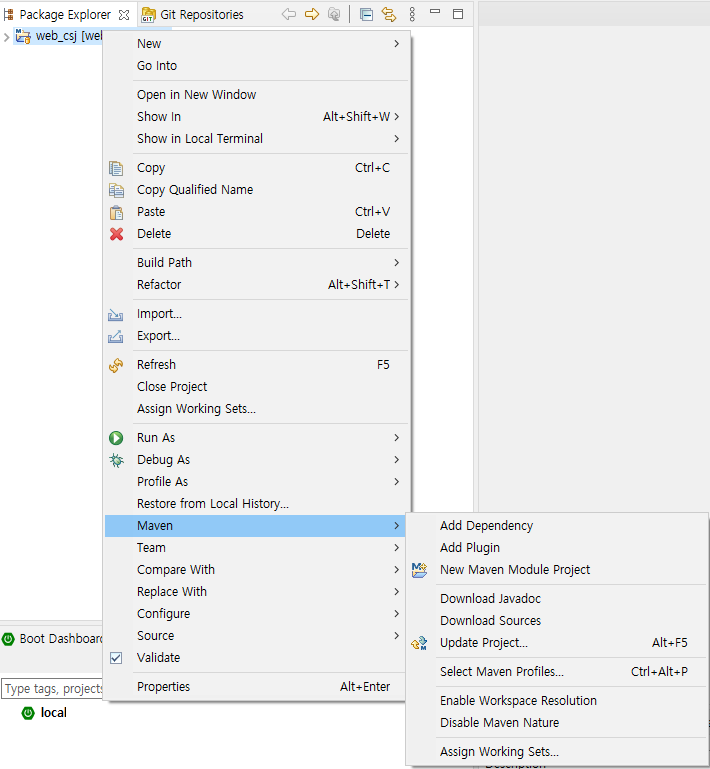 Package Explorer
Git Repositories
web_csj [web
New
Go Into
Open in New Window
Show In Alt+Shift+W
Show in Local Terminal
Copy Ctrl+C
Copy Qualified Name
Paste Ctrl+V
Delete Delete
Build Path
Refactor Alt+Shift+T
Import...
Export...
Refresh F5
Close Project
Assign Working Sets...
Run As
Debug As
Profile As
Restore from Local History...
Maven
Team
Compare With
Replace With
Configure
Source
Validate
Properties Alt+Enter
Add Dependency
Add Plugin
New Maven Module Project
Download Javadoc
Download Sources
Update Project... Alt+F5
Select Maven Profiles... Ctrl+Alt+P
Enable Workspace Resolution
Disable Maven Nature
Assign Working Sets...
Boot Dashboard
Type tags, projects
local